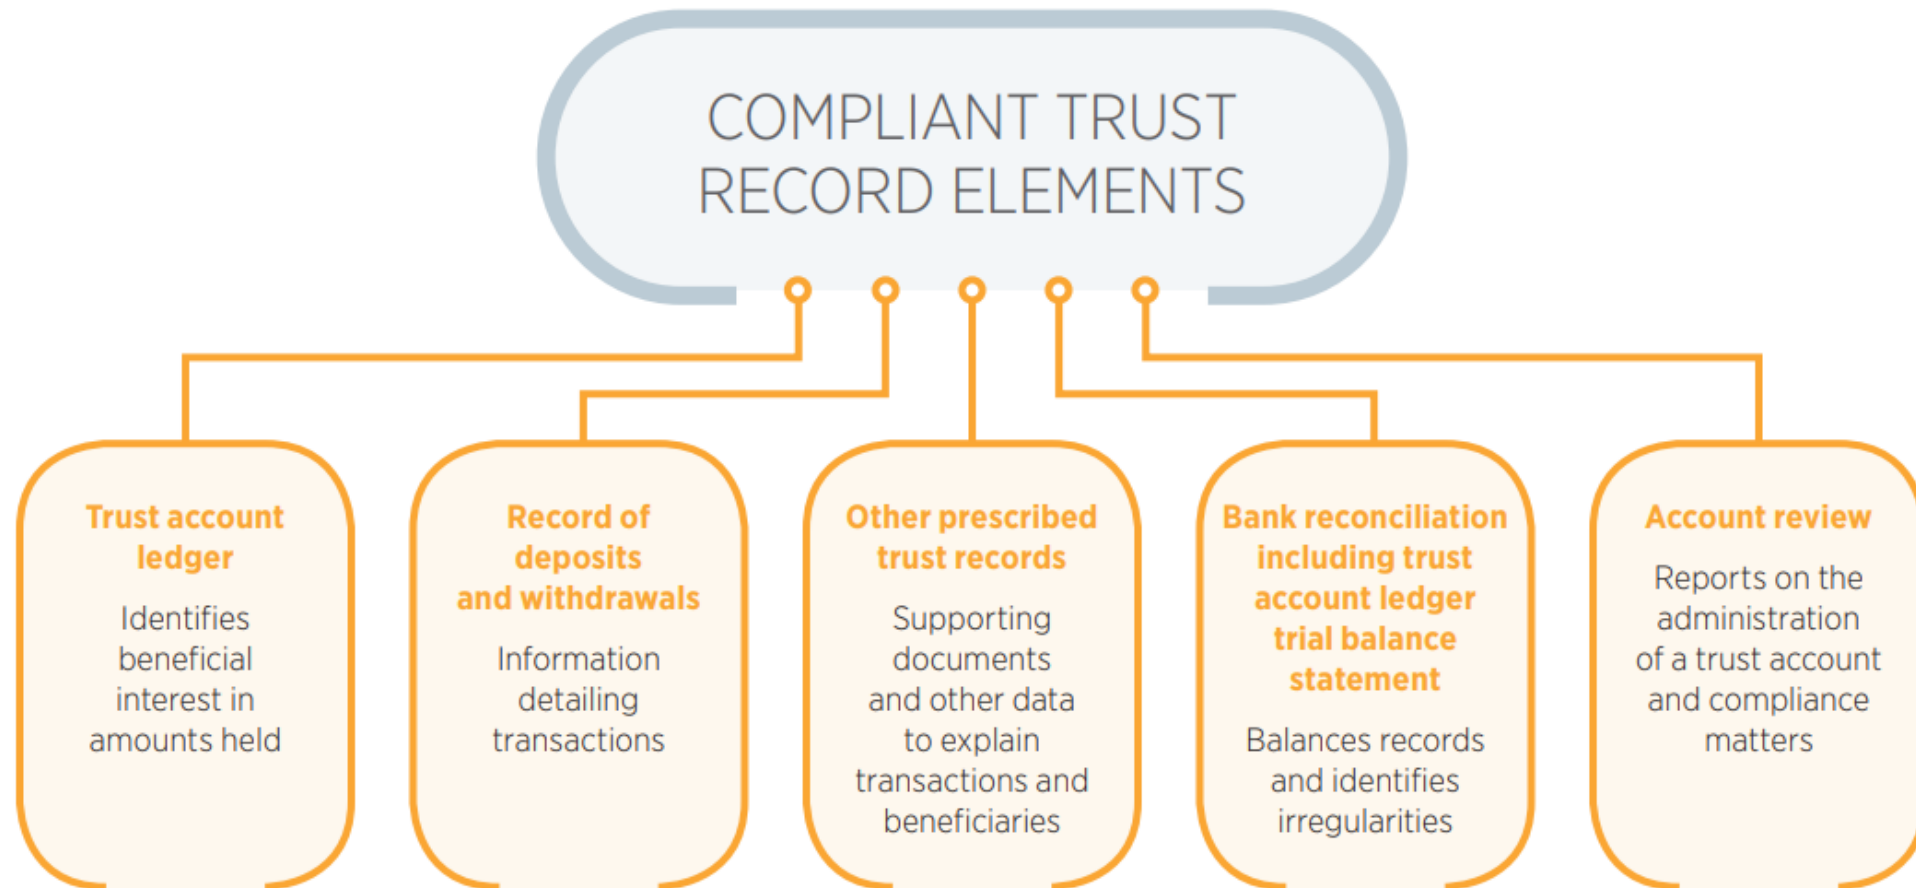 COMPLIANT TRUST
RECORD ELEMENTS
Trust account
ledger
Identifies
beneficial
interest in
amounts held
Record of
deposits
and withdrawals
Information
detailing
transactions
Other prescribed
trust records
Supporting
documents
and other data
to explain
transactions and
beneficiaries
Bank reconciliation
including trust
account ledger
trial balance
statement
Balances records
and identifies
irregularities
Account review
Reports on the
administration
of a trust account
and compliance
matters